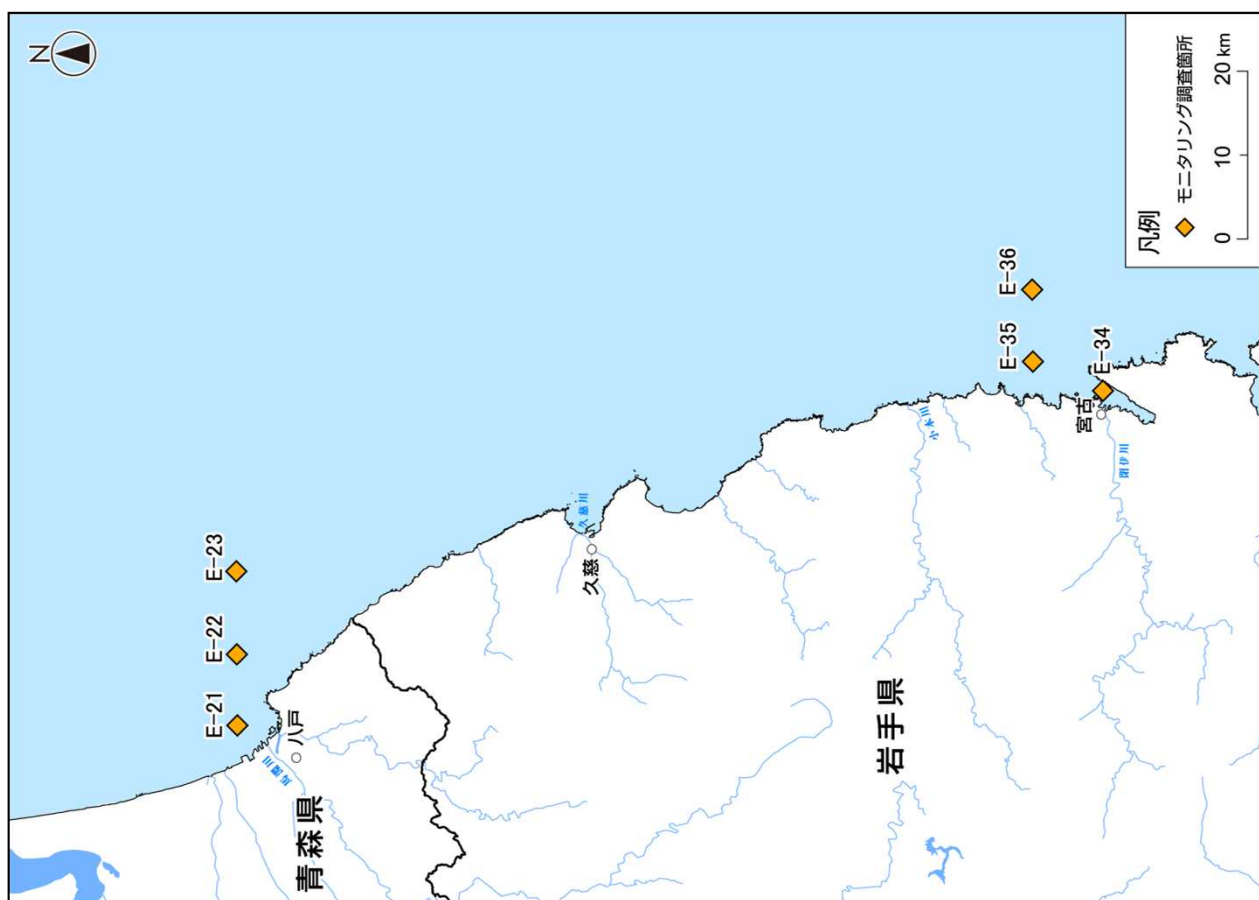 N
E-21
E-22
E-23
馬淵川
八戸
青森県
久慈川
久慈
岩手県
小本川
E-35
E-36
E-34
宮古
閉伊川
凡例
モニタリング調査箇所
0 10 20 km